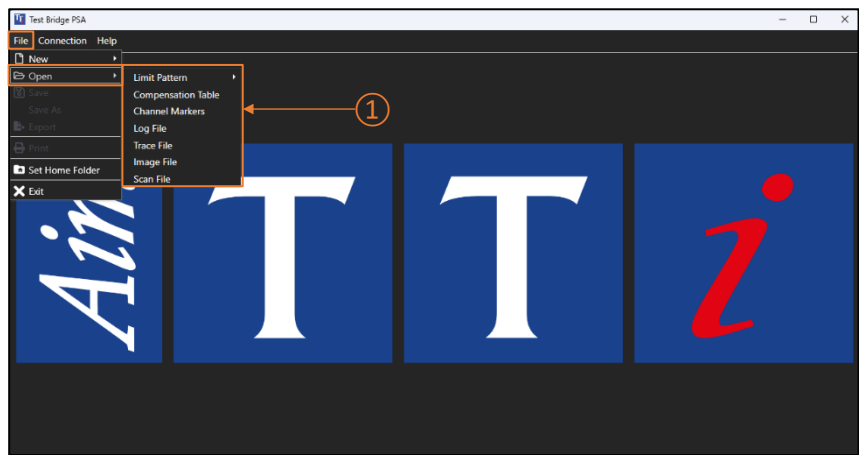 Test Bridge PSA
File Connection Help
New
Open
Save
Save As
Export
Print
Set Home Folder
Exit
Limit Pattern
Compensation Table
Channel Markers
Log File
Trace File
Image File
Scan File
1
Aim
T
T
i